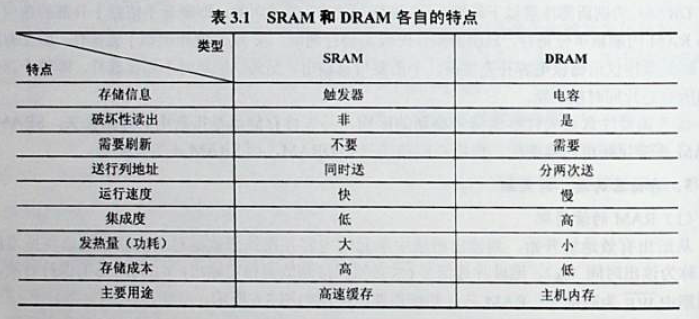 表 3.1 SRAM 和 DRAM 各自的特点
类型
特点
SRAM DRAM
存储信息 触发器 电容
破坏性读出 非 是
需要刷新 不要 需要
送行列地址 同时送 分两次送
运行速度 快 慢
集成度 低 高
发热量（功耗） 大 小
存储成本 高 低
主要用途 高速缓存 主机内存